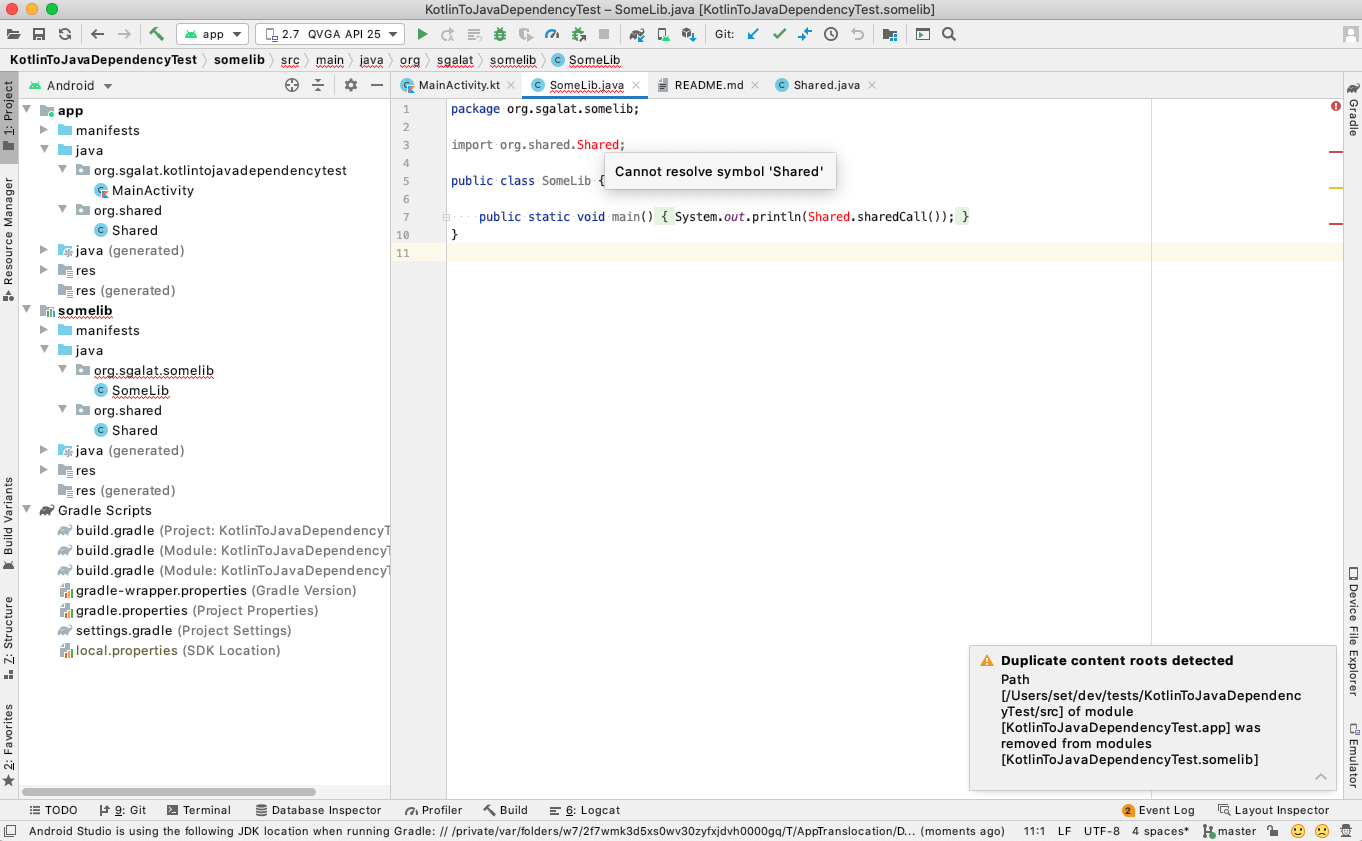 KotlinToJavaDependencyTest – SomeLib.java [KotlinToJavaDependencyTest.somelib]
app
2.7 QVGA API 25
Git:
KotlinToJavaDependencyTest
somelib
src
main
java
org
sgalat
somelib
SomeLib
Android
MainActivity.kt
SomeLib.java
README.md
Shared.java
1: Project
Resource Manager
Build Variants
Z: Structure
2: Favorites
app
manifests
java
org.sgalat.kotlintojavadependencytest
MainActivity
org.shared
Shared
java (generated)
res
res (generated)
somelib
manifests
java
org.sgalat.somelib
SomeLib
org.shared
Shared
java (generated)
res
res (generated)
Gradle Scripts
build.gradle (Project: KotlinToJavaDependencyT
build.gradle (Module: KotlinToJavaDependencyT
build.gradle (Module: KotlinToJavaDependencyT
gradle-wrapper.properties (Gradle Version)
gradle.properties (Project Properties)
settings.gradle (Project Settings)
local.properties (SDK Location)
1 package org.sgalat.somelib;
2
3 import org.shared.Shared;
4
Cannot resolve symbol 'Shared'
5 public class SomeLib {
6
7 public static void main() { System.out.println(Shared.sharedCall()); }
10 }
11
Gradle
Device File Explorer
Emulator
Duplicate content roots detected
Path
[/Users/set/dev/tests/KotlinToJavaDependenc
yTest/src] of module
[KotlinToJavaDependencyTest.app] was
removed from modules
[KotlinToJavaDependencyTest.somelib]
TODO
9: Git
Terminal
Database Inspector
Profiler
Build
6: Logcat
2 Event Log
Layout Inspector
Android Studio is using the following JDK location when running Gradle: // /private/var/folders/w7/2f7wmk3d5xs0wv30zyfxjdvh0000gq/T/AppTranslocation/D... (moments ago)
11:1
LF
UTF-8
4 spaces*
master